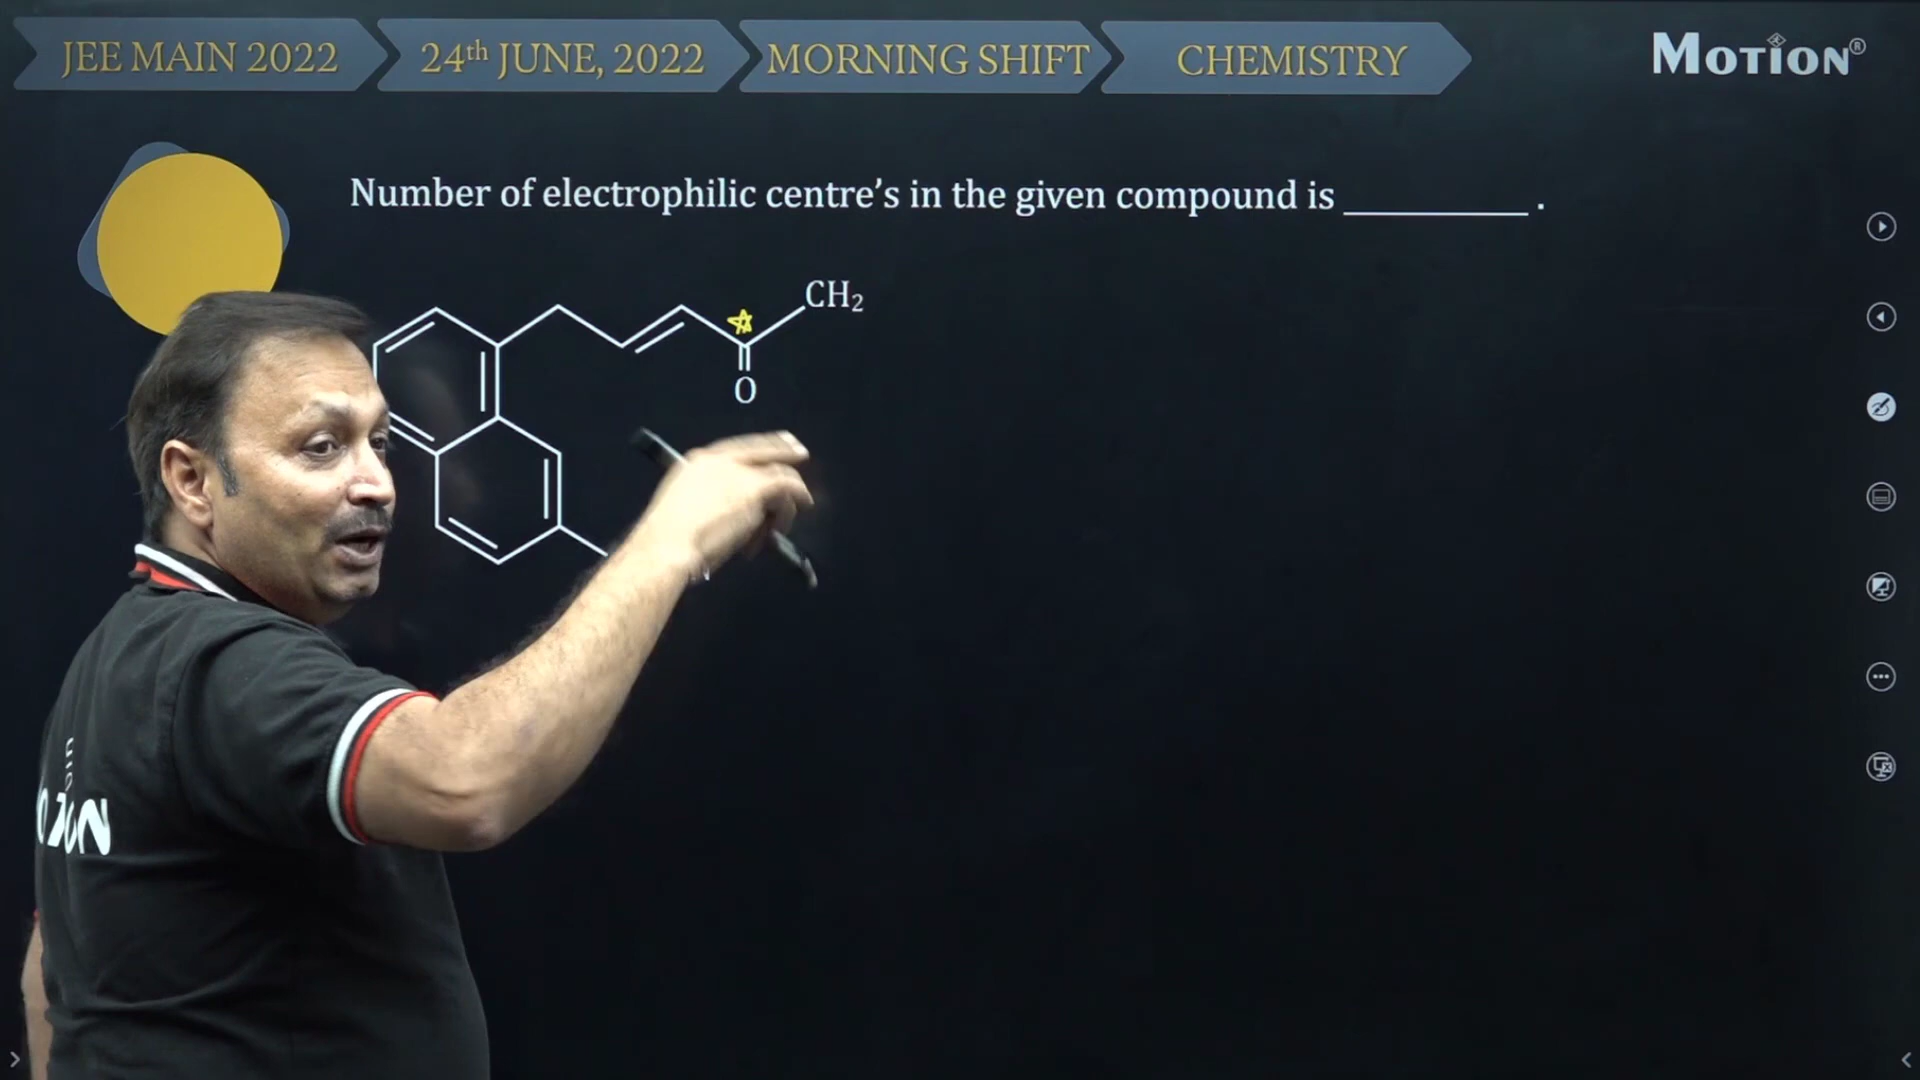 JEE MAIN 2022
24th JUNE, 2022
MORNING SHIFT
CHEMISTRY
MOTION®
Number of electrophilic centre’s in the given compound is _________ .
CH₂
O